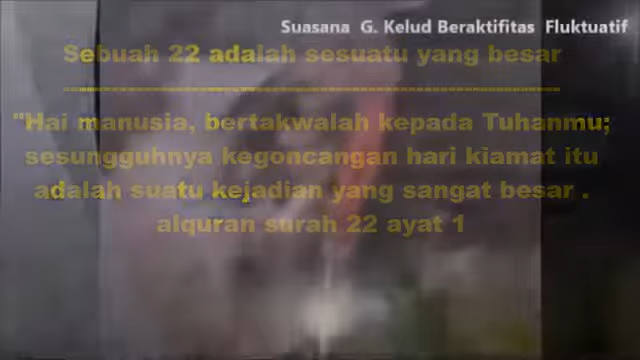 Suasana G. Kelud Beraktifitas Fluktuatif
Sebuah 22 adalah sesuatu yang besar
"Hai manusia, bertakwalah kepada Tuhanmu;
sesungguhnya kegoncangan hari kiamat itu
adalah suatu kejadian yang sangat besar .
alquran surah 22 ayat 1